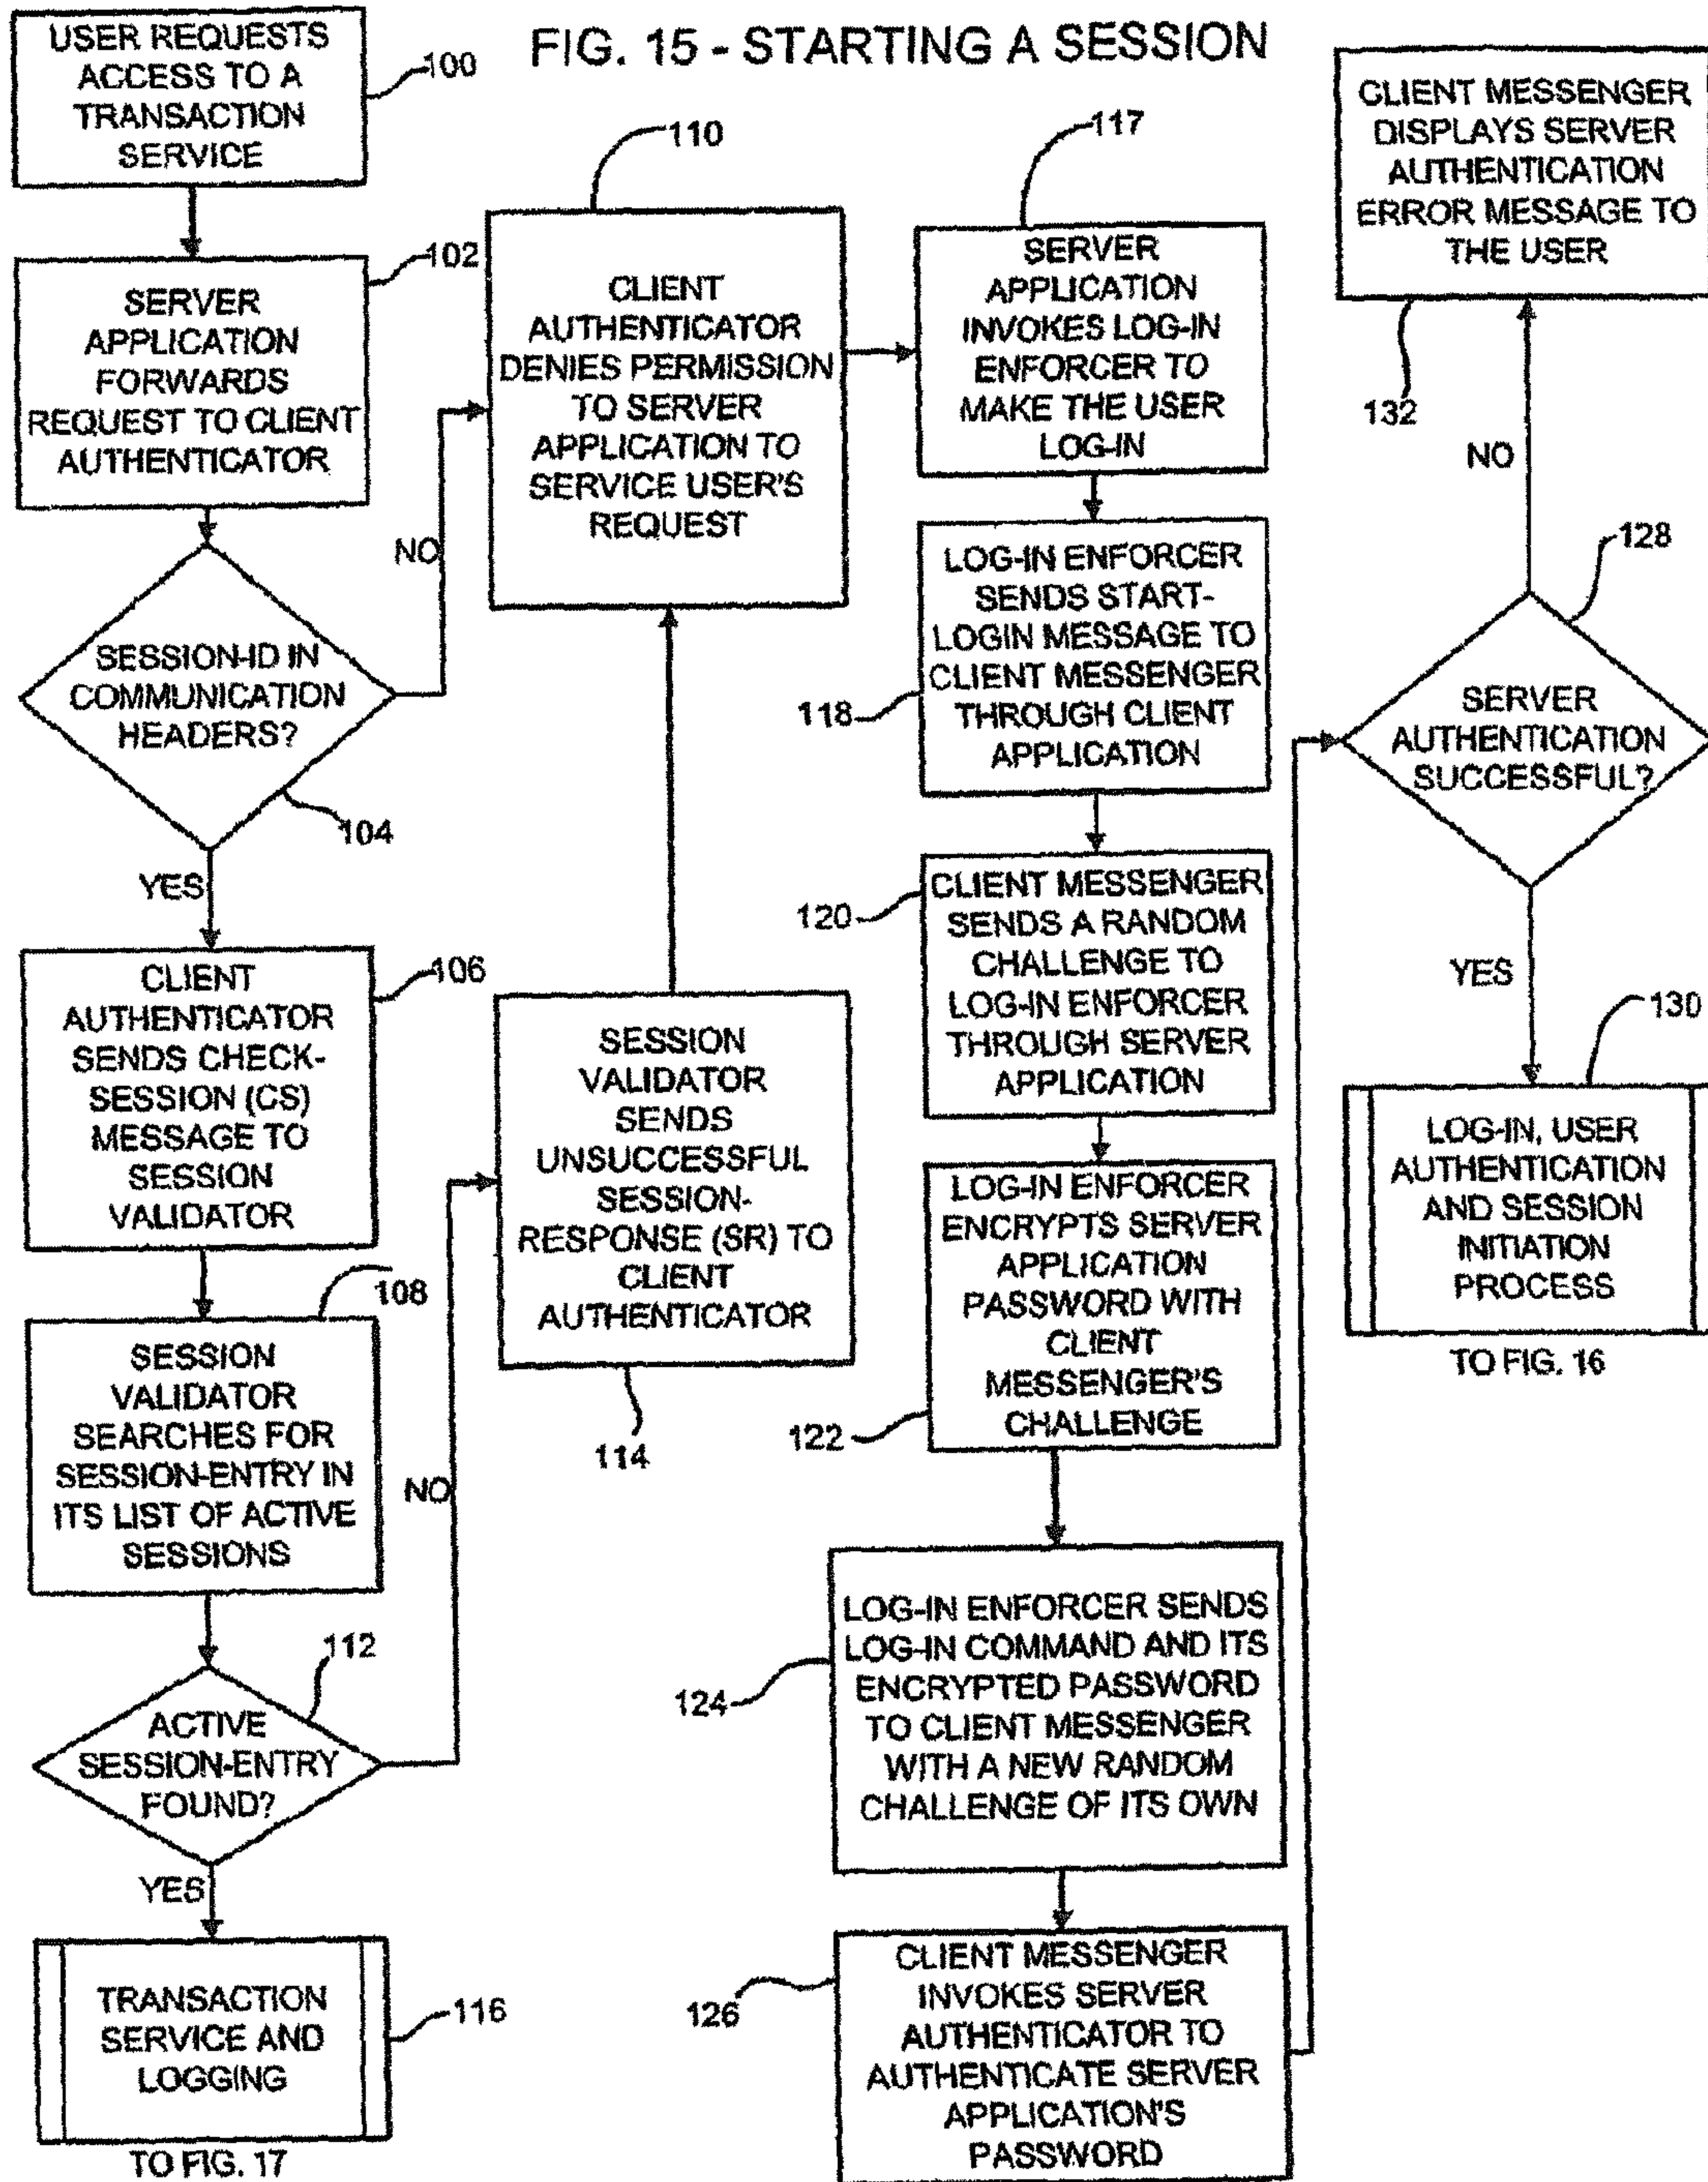 FIG. 15 - STARTING A SESSION
USER REQUESTS
ACCESS TO A
TRANSACTION
SERVICE
100
SERVER
APPLICATION
FORWARDS
REQUEST TO CLIENT
AUTHENTICATOR
102
SESSION-ID IN
COMMUNICATION
HEADERS?
104
NO
YES
CLIENT
AUTHENTICATOR
SENDS CHECK-
SESSION (CS)
MESSAGE TO
SESSION
VALIDATOR
106
SESSION
VALIDATOR
SEARCHES FOR
SESSION-ENTRY IN
ITS LIST OF ACTIVE
SESSIONS
108
ACTIVE
SESSION-ENTRY
FOUND?
112
NO
YES
TRANSACTION
SERVICE AND
LOGGING
116
TO FIG. 17
110
CLIENT
AUTHENTICATOR
DENIES PERMISSION
TO SERVER
APPLICATION TO
SERVICE USER'S
REQUEST
SESSION
VALIDATOR
SENDS
UNSUCCESSFUL
SESSION-
RESPONSE (SR) TO
CLIENT
AUTHENTICATOR
114
117
SERVER
APPLICATION
INVOKES LOG-IN
ENFORCER TO
MAKE THE USER
LOG-IN
LOG-IN ENFORCER
SENDS START-
LOGIN MESSAGE TO
CLIENT MESSENGER
THROUGH CLIENT
APPLICATION
118
CLIENT MESSENGER
SENDS A RANDOM
CHALLENGE TO
LOG-IN ENFORCER
THROUGH SERVER
APPLICATION
120
LOG-IN ENFORCER
ENCRYPTS SERVER
APPLICATION
PASSWORD WITH
CLIENT
MESSENGER'S
CHALLENGE
122
LOG-IN ENFORCER SENDS
LOG-IN COMMAND AND ITS
ENCRYPTED PASSWORD
TO CLIENT MESSENGER
WITH A NEW RANDOM
CHALLENGE OF ITS OWN
124
CLIENT MESSENGER
INVOKES SERVER
AUTHENTICATOR TO
AUTHENTICATE SERVER
APPLICATION'S
PASSWORD
126
CLIENT MESSENGER
DISPLAYS SERVER
AUTHENTICATION
ERROR MESSAGE TO
THE USER
132
NO
128
SERVER
AUTHENTICATION
SUCCESSFUL?
YES
130
LOG-IN, USER
AUTHENTICATION
AND SESSION
INITIATION
PROCESS
TO FIG. 16